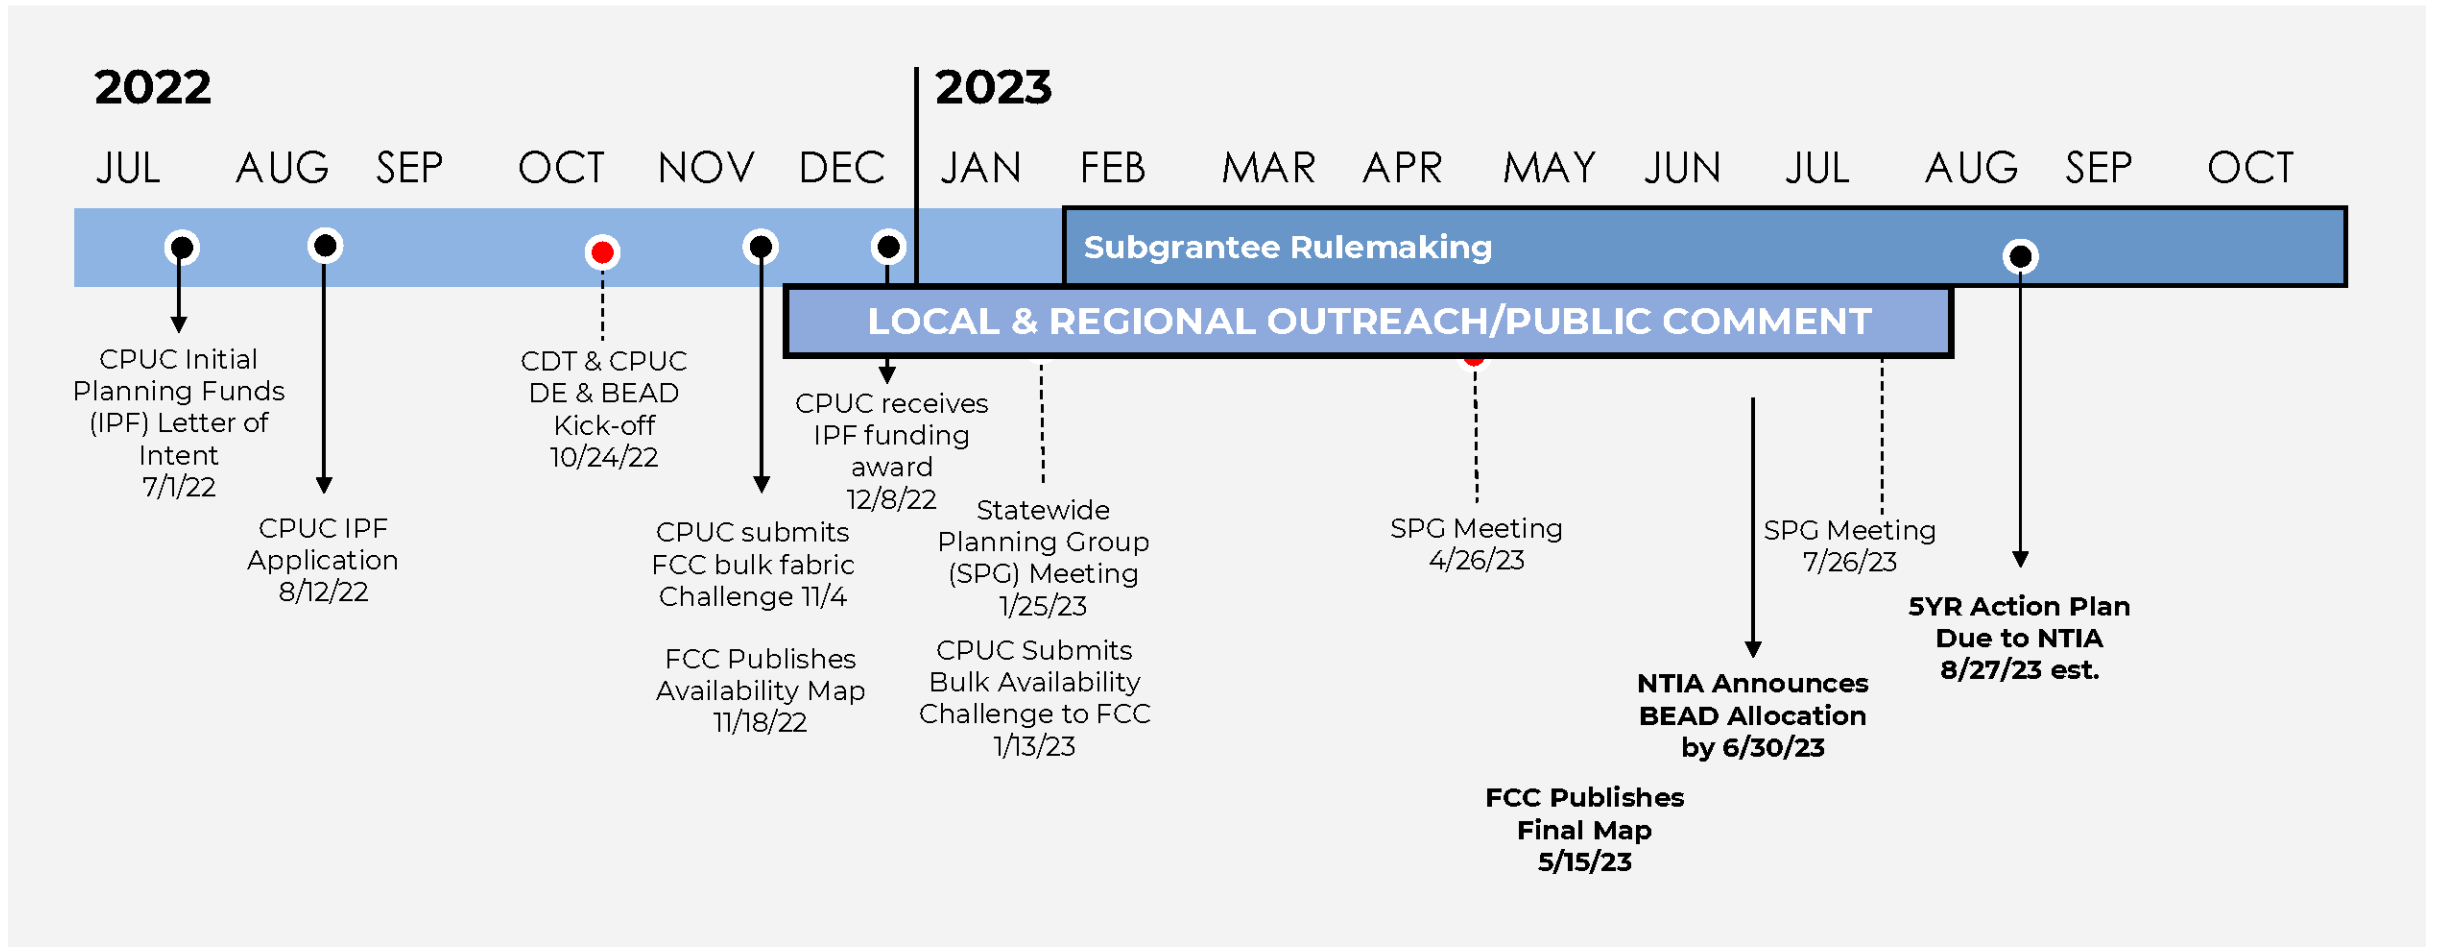 2022
2023
JUL AUG SEP OCT NOV DEC JAN FEB MAR APR MAY JUN JUL AUG SEP OCT
Subgrantee Rulemaking
LOCAL & REGIONAL OUTREACH/PUBLIC COMMENT
CPUC Initial
Planning Funds
(IPF) Letter of
Intent
7/1/22
CPUC IPF
Application
8/12/22
CDT & CPUC
DE & BEAD
Kick-off
10/24/22
CPUC submits
FCC bulk fabric
Challenge 11/4
FCC Publishes
Availability Map
11/18/22
CPUC receives
IPF funding
award
12/8/22
Statewide
Planning Group
(SPG) Meeting
1/25/23
CPUC Submits
Bulk Availability
Challenge to FCC
1/13/23
SPG Meeting
4/26/23
FCC Publishes
Final Map
5/15/23
NTIA Announces
BEAD Allocation
by 6/30/23
SPG Meeting
7/26/23
5YR Action Plan
Due to NTIA
8/27/23 est.